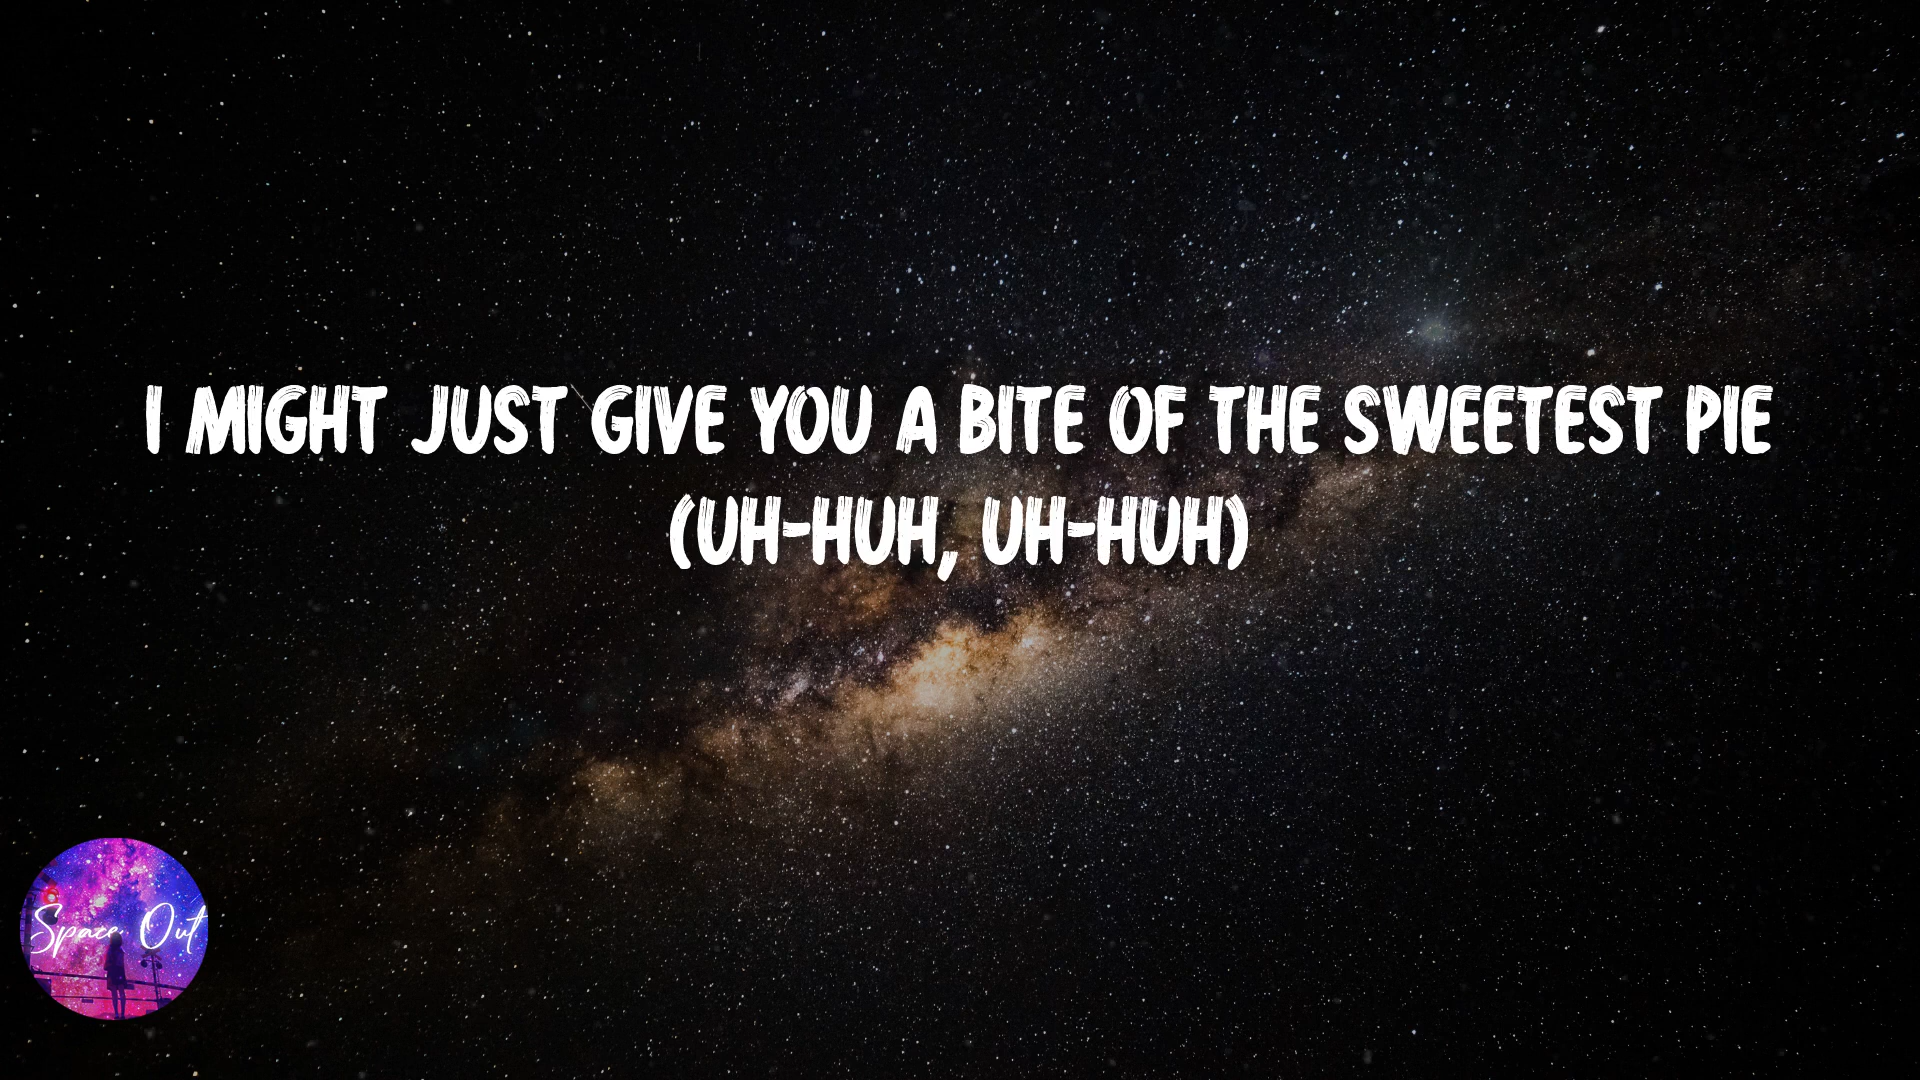 I MIGHT JUST GIVE YOU A BITE OF THE SWEETEST PIE
(UH-HUH, UH-HUH)
Space Out